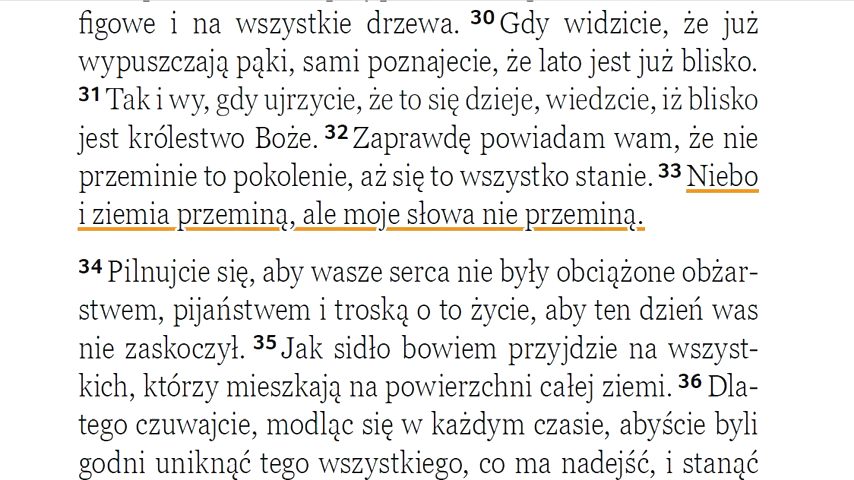 figowe i na wszystkie drzewa. 30 Gdy widzicie, że już
wypuszczają pąki, sami poznajecie, że lato jest już blisko.
31 Tak i wy, gdy ujrzycie, że to się dzieje, wiedzcie, iż blisko
jest królestwo Boże. 32 Zaprawdę powiadam wam, że nie
przeminie to pokolenie, aż się to wszystko stanie. 33 Niebo
i ziemia przeminą, ale moje słowa nie przeminą.
34 Pilnujcie się, aby wasze serca nie były obciążone obżar-
stwem, pijaństwem i troską o to życie, aby ten dzień was
nie zaskoczył. 35 Jak sidło bowiem przyjdzie na wszyst-
kich, którzy mieszkają na powierzchni całej ziemi. 36 Dla-
tego czuwajcie, modląc się w każdym czasie, abyście byli
godni uniknąć tego wszystkiego, co ma nadejść, i stanąć